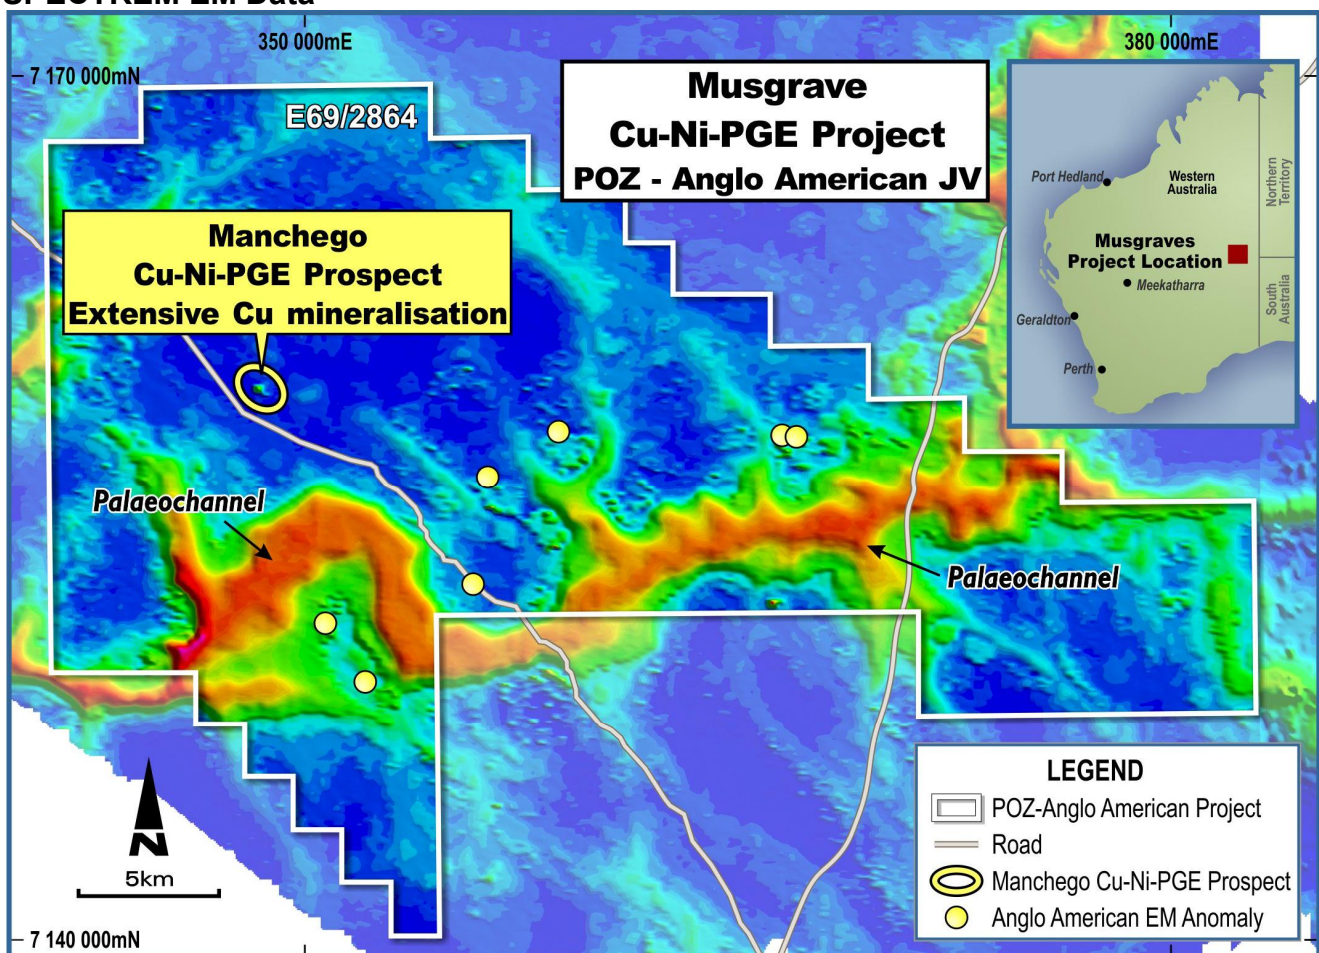 SPECTREM EM Data
350 000mE
380 000mE
7 170 000mN
E69/2864
Musgrave
Cu-Ni-PGE Project
POZ - Anglo American JV
Manchego
Cu-Ni-PGE Prospect
Extensive Cu mineralisation
Port Hedland
Western
Australia
Northern
Territory
Musgraves
Project Location
Meekatharra
South
Australia
Geraldton
Perth
Palaeochannel
Palaeochannel
N
5km
7 140 000mN
LEGEND
POZ-Anglo American Project
Road
Manchego Cu-Ni-PGE Prospect
Anglo American EM Anomaly